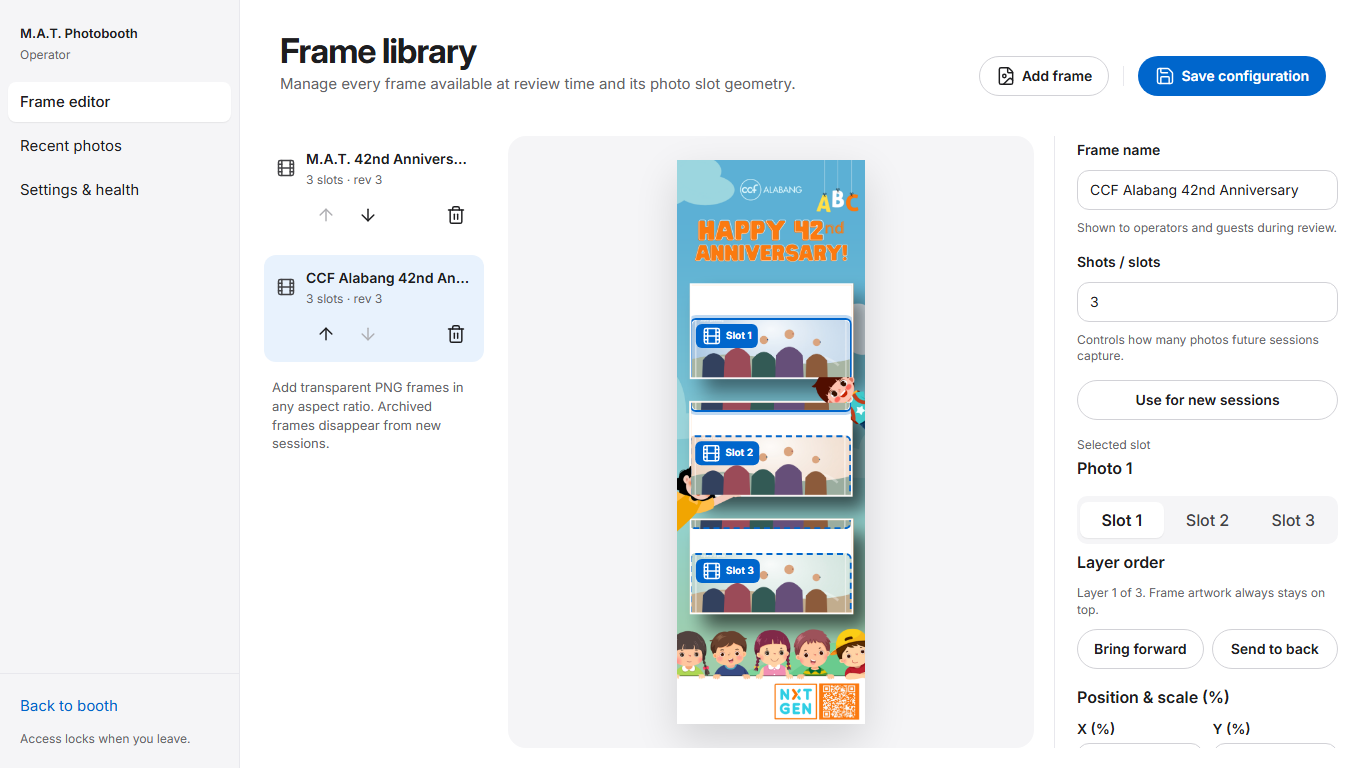 M.A.T. Photobooth
Operator
Frame editor
Recent photos
Settings & health
Back to booth
Access locks when you leave.
Frame library
Manage every frame available at review time and its photo slot geometry.
Add frame
Save configuration
M.A.T. 42nd Annivers...
3 slots · rev 3
CCF Alabang 42nd An...
3 slots · rev 3
Add transparent PNG frames in
any aspect ratio. Archived
frames disappear from new
sessions.
ccf ALABANG
ABC
HAPPY 42nd
ANNIVERSARY!
Slot 1
Slot 2
Slot 3
NXT
GEN
Frame name
CCF Alabang 42nd Anniversary
Shown to operators and guests during review.
Shots / slots
3
Controls how many photos future sessions
capture.
Use for new sessions
Selected slot
Photo 1
Slot 1 Slot 2 Slot 3
Layer order
Layer 1 of 3. Frame artwork always stays on
top.
Bring forward Send to back
Position & scale (%)
X (%) Y (%)